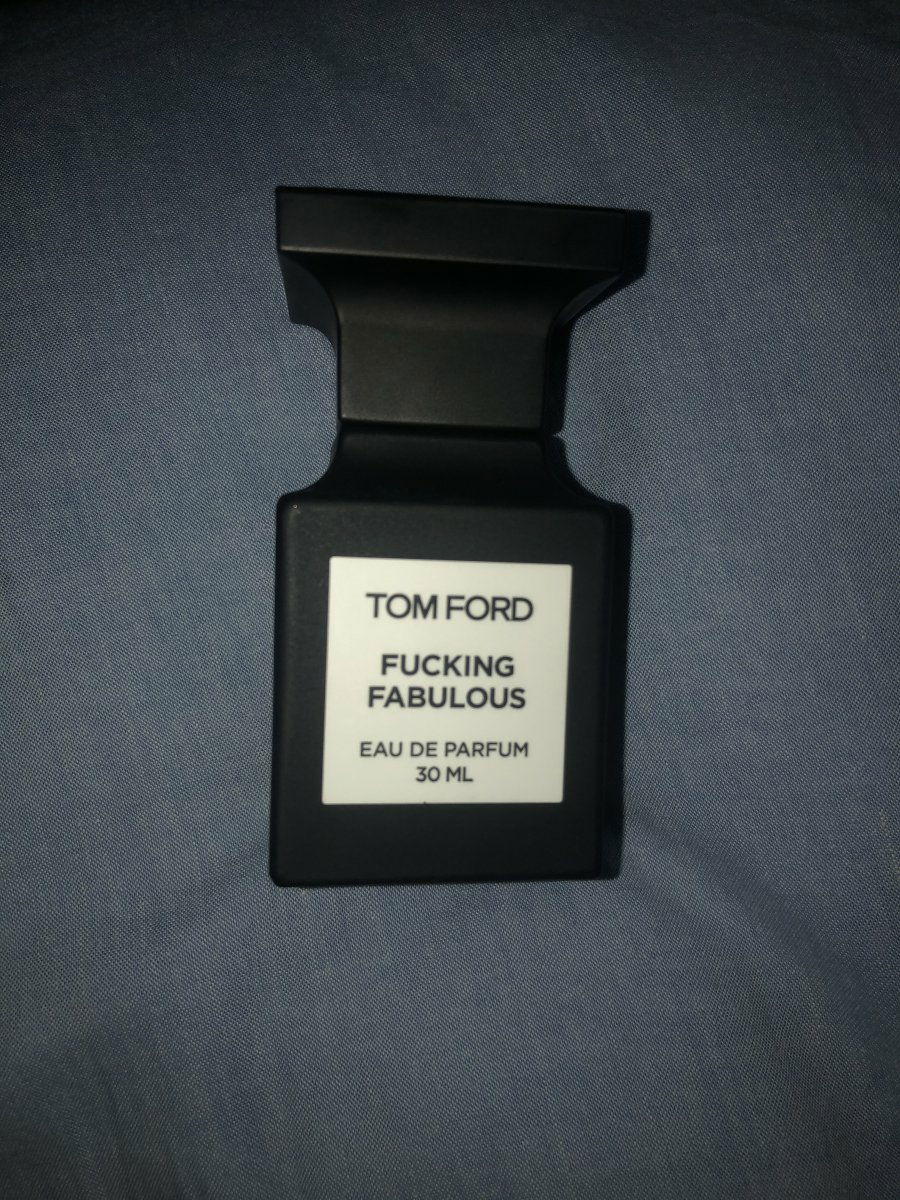 TOM FORD
FUCKING
FABULOUS
EAU DE PARFUM
30 ML